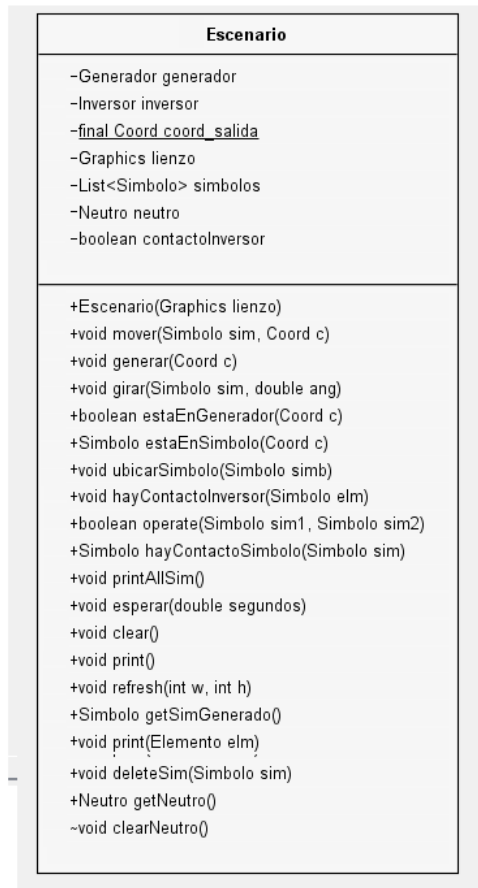 Escenario
-Generador generador
-Inversor inversor
-final Coord coord_salida
-Graphics lienzo
-List<Simbolo> simbolos
-Neutro neutro
-boolean contactoInversor
+Escenario(Graphics lienzo)
+void mover(Simbolo sim, Coord c)
+void generar(Coord c)
+void girar(Simbolo sim, double ang)
+boolean estaEnGenerador(Coord c)
+Simbolo estaEnSimbolo(Coord c)
+void ubicarSimbolo(Simbolo simb)
+void hayContactoInversor(Simbolo elm)
+boolean operate(Simbolo sim1, Simbolo sim2)
+Simbolo hayContactoSimbolo(Simbolo sim)
+void printAllSim()
+void esperar(double segundos)
+void clear()
+void print()
+void refresh(int w, int h)
+Simbolo getSimGenerado()
+void print(Elemento elm)
+void deleteSim(Simbolo sim)
+Neutro getNeutro()
~void clearNeutro()